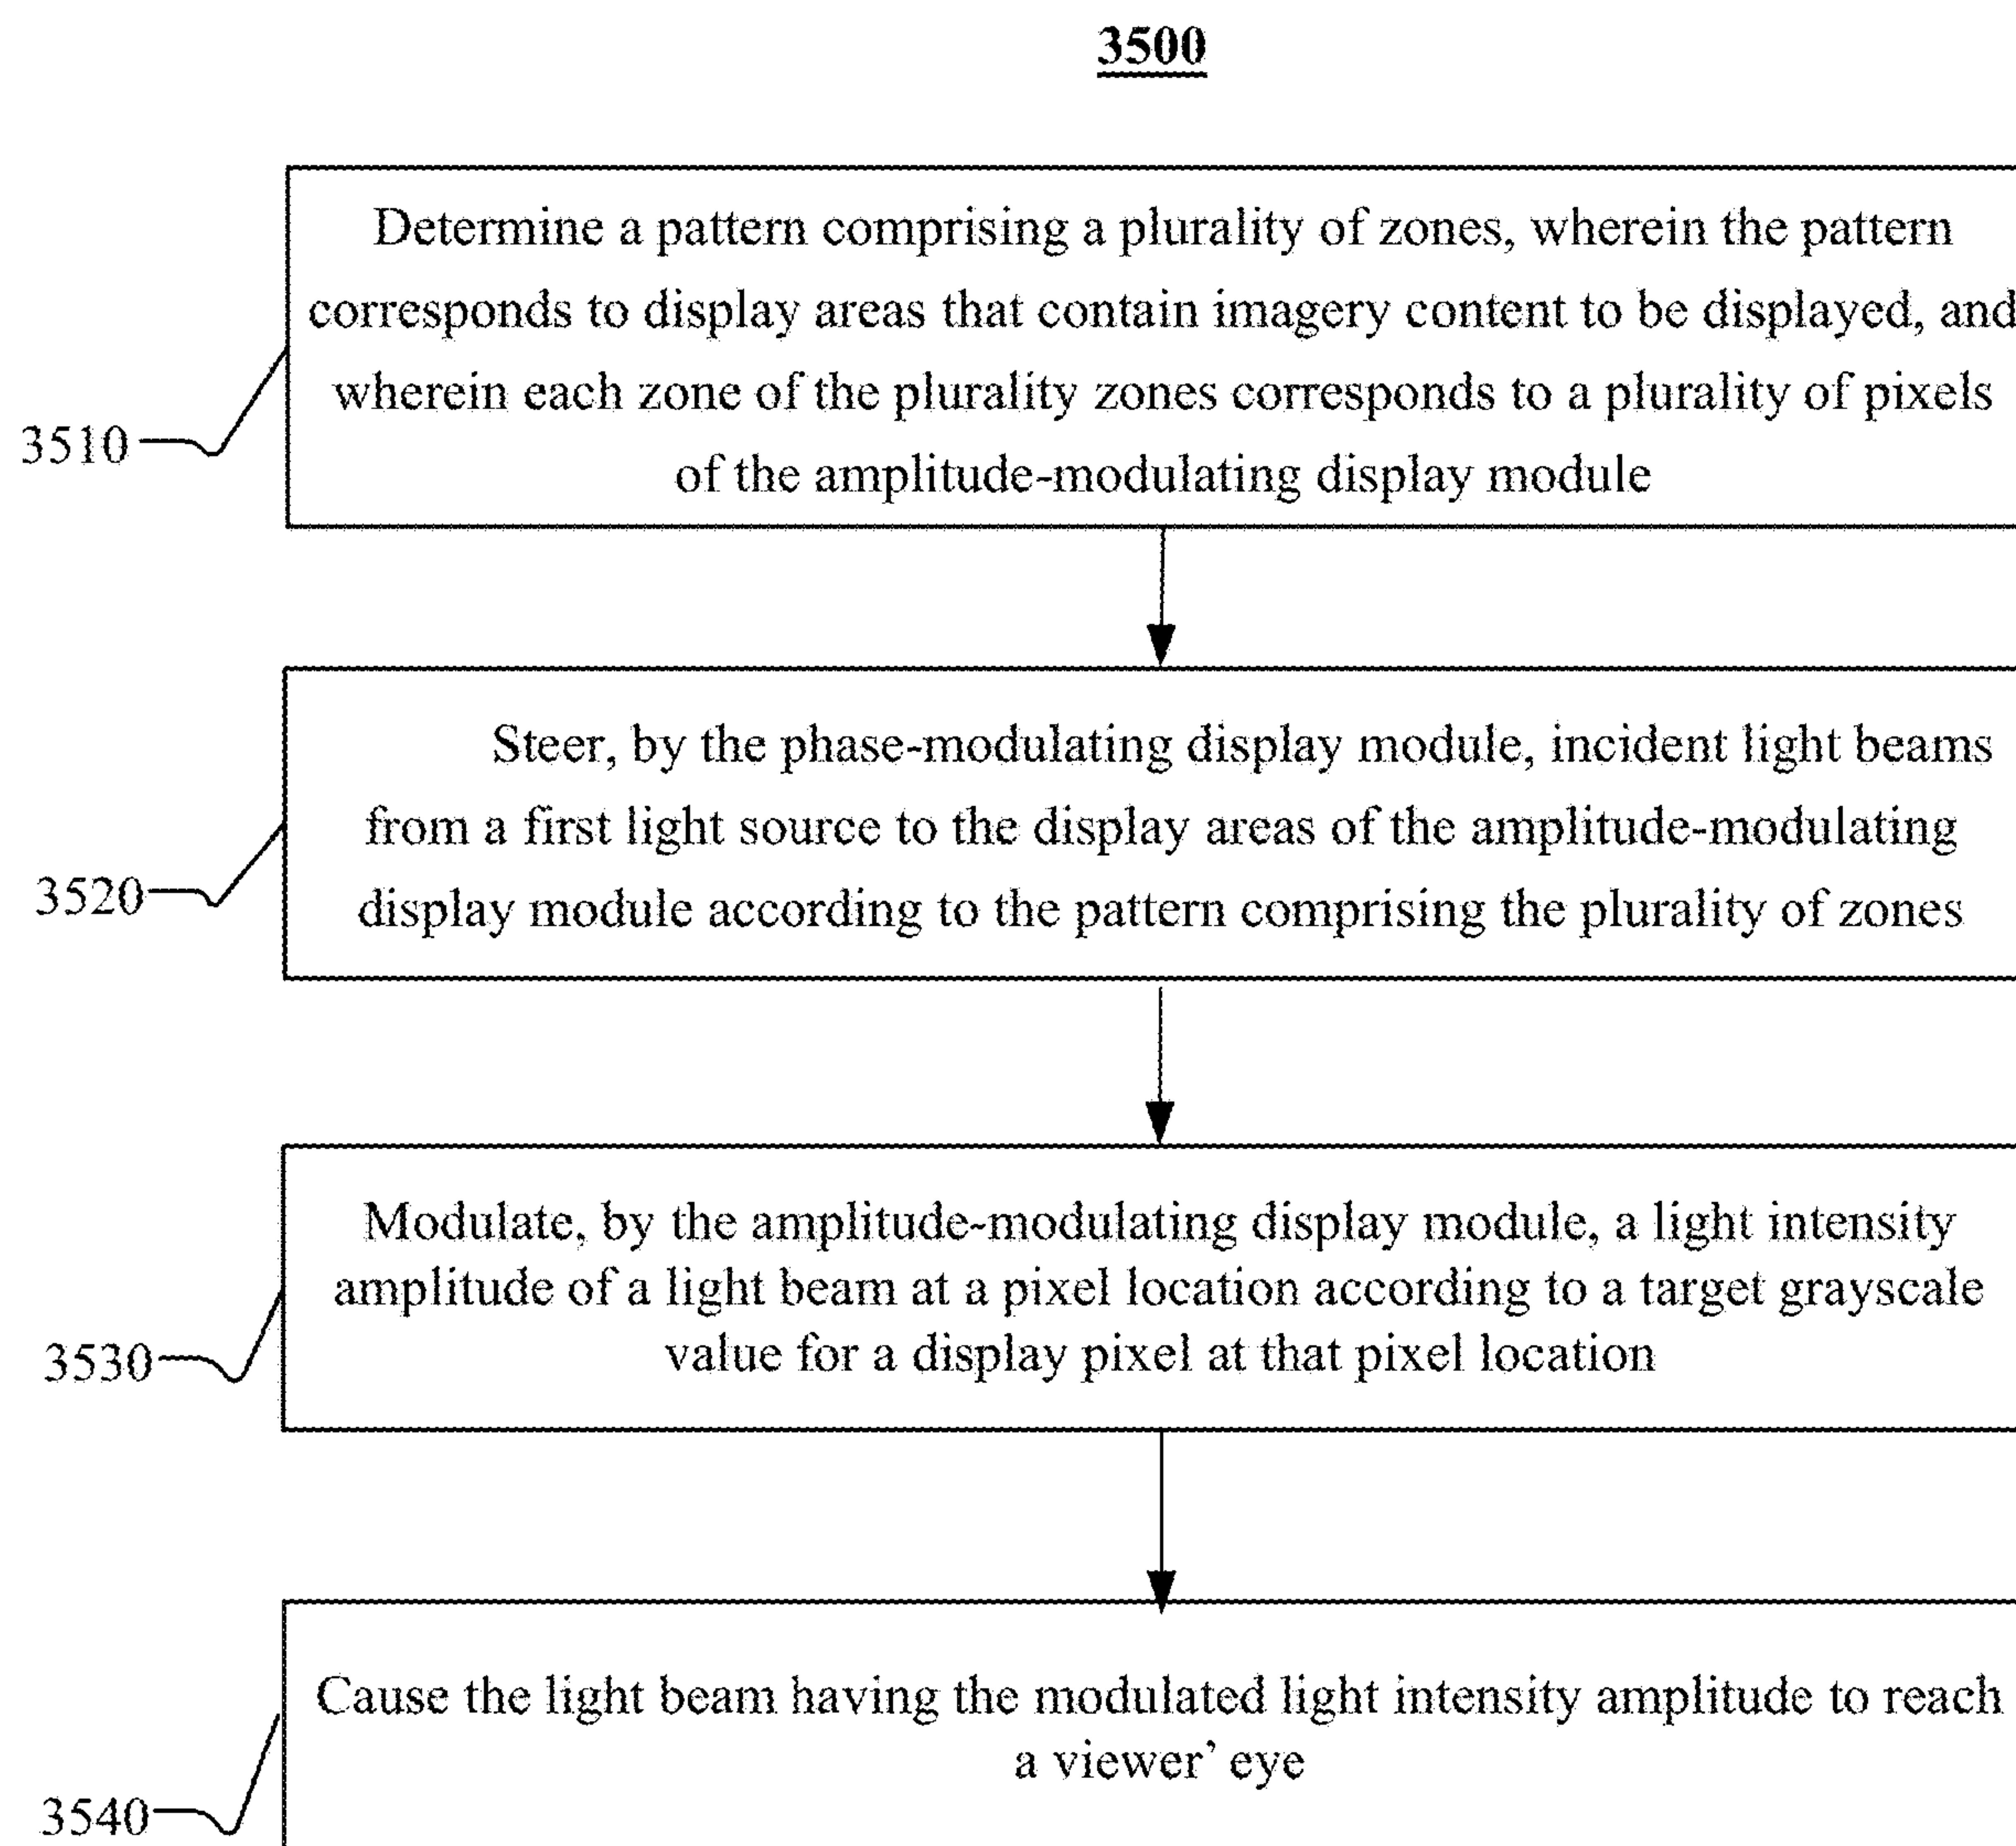 3500
Determine a pattern comprising a plurality of zones, wherein the pattern
corresponds to display areas that contain imagery content to be displayed, and
wherein each zone of the plurality zones corresponds to a plurality of pixels
of the amplitude-modulating display module
3510
Steer, by the phase-modulating display module, incident light beams
from a first light source to the display areas of the amplitude-modulating
display module according to the pattern comprising the plurality of zones
3520
Modulate, by the amplitude-modulating display module, a light intensity
amplitude of a light beam at a pixel location according to a target grayscale
value for a display pixel at that pixel location
3530
Cause the light beam having the modulated light intensity amplitude to reach
a viewer’ eye
3540